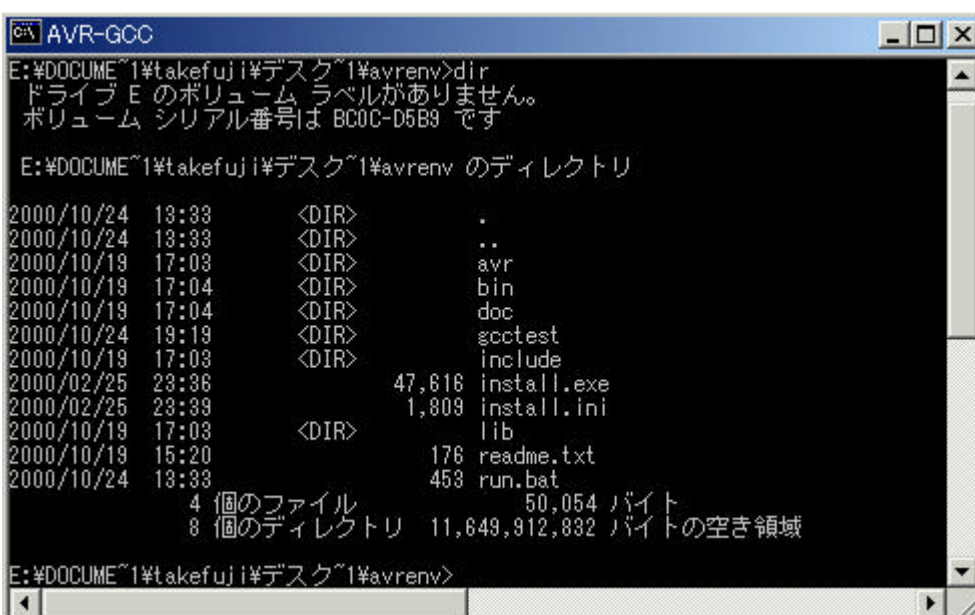 AVR-GCC
E:¥DOCUME~1¥takefuji¥デスク~1¥avrenv>dir
ドライブ E のボリューム ラベルがありません。
ボリューム シリアル番号は BC0C-D5B9 です
E:¥DOCUME~1¥takefuji¥デスク~1¥avrenv のディレクトリ
2000/10/24 13:33 <DIR> .
2000/10/24 13:33 <DIR> ..
2000/10/19 17:03 <DIR> avr
2000/10/19 17:04 <DIR> bin
2000/10/19 17:04 <DIR> doc
2000/10/24 19:19 <DIR> gcctest
2000/10/19 17:03 <DIR> include
2000/02/25 23:36 47,616 install.exe
2000/02/25 23:39 1,809 install.ini
2000/10/19 17:03 <DIR> lib
2000/10/19 15:20 176 readme.txt
2000/10/24 13:33 453 run.bat
4 個のファイル 50,054 バイト
8 個のディレクトリ 11,649,912,832 バイトの空き領域
E:¥DOCUME~1¥takefuji¥デスク~1¥avrenv>